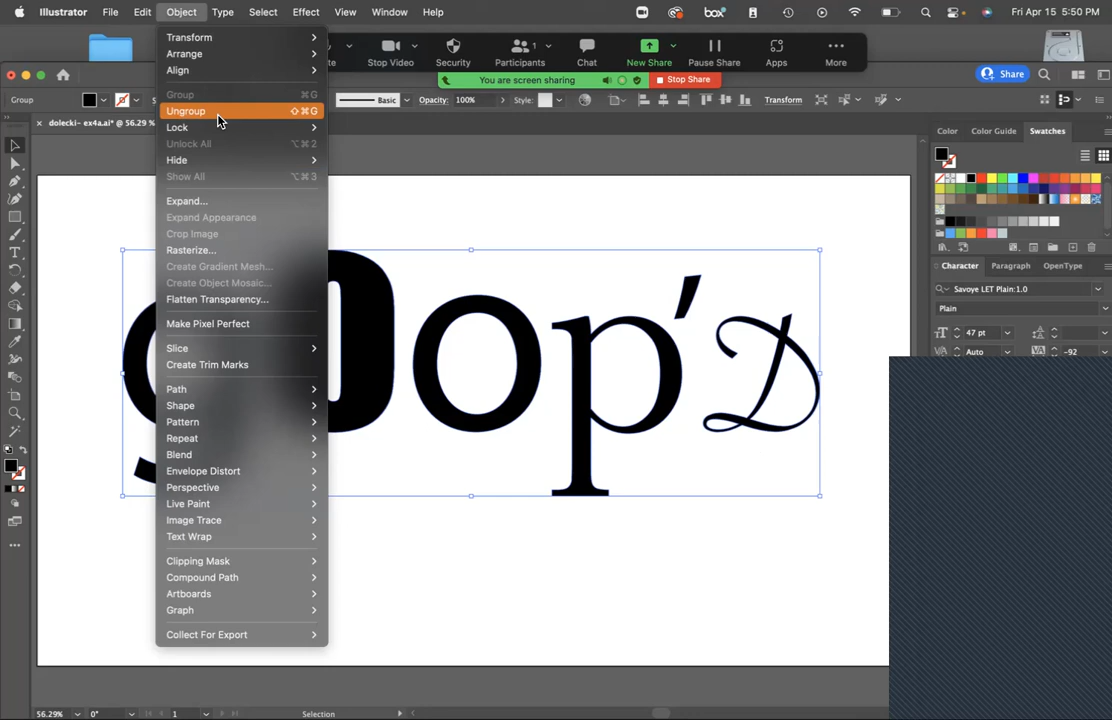 Illustrator File Edit Object Type Select Effect View Window Help
box
Fri Apr 15 5:50 PM
Stop Video
Security
Participants
1
Chat
New Share
Pause Share
Apps
More
You are screen sharing
Stop Share
Share
Group
Basic
Opacity: 100%
Style:
Transform
dolecki- ex4a.ai* @ 56.29 %
Transform
Arrange
Align
Group ⌘G
Ungroup ⇧⌘G
Lock
Unlock All ⌥⌘2
Hide
Show All ⌥⌘3
Expand...
Expand Appearance
Crop Image
Rasterize...
Create Gradient Mesh...
Create Object Mosaic...
Flatten Transparency...
Make Pixel Perfect
Slice
Create Trim Marks
Path
Shape
Pattern
Repeat
Blend
Envelope Distort
Perspective
Live Paint
Image Trace
Text Wrap
Clipping Mask
Compound Path
Artboards
Graph
Collect For Export
op'D
Color Color Guide Swatches
Character Paragraph OpenType
Savoye LET Plain:1.0
Plain
47 pt
Auto
-92
56.29% 0° 1 Selection